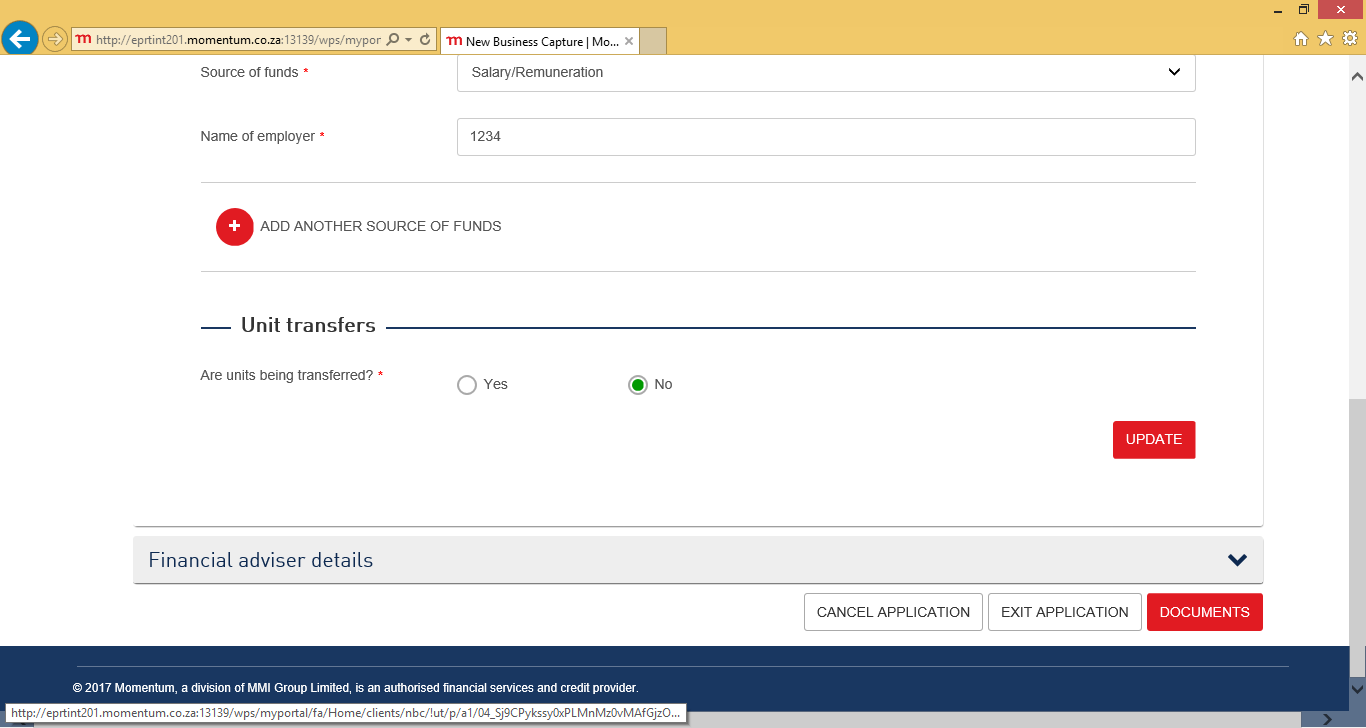 http://eprtint201.momentum.co.za:13139/wps/mypor
m New Business Capture | Mo...
Source of funds *
Salary/Remuneration
Name of employer *
1234
+ ADD ANOTHER SOURCE OF FUNDS
Unit transfers
Are units being transferred? *
Yes
No
UPDATE
Financial adviser details
CANCEL APPLICATION
EXIT APPLICATION
DOCUMENTS
© 2017 Momentum, a division of MMI Group Limited, is an authorised financial services and credit provider.
http://eprtint201.momentum.co.za:13139/wps/myportal/fa/Home/clients/nbc/!ut/p/a1/04_Sj9CPykssy0xPLMnMz0vMAfGjzO...